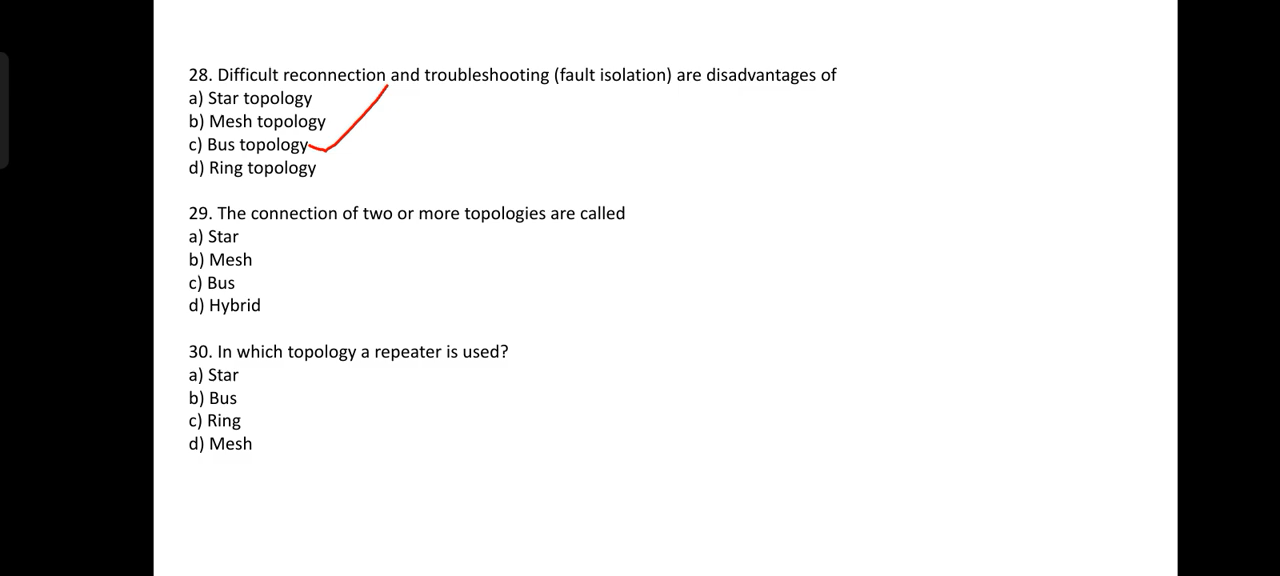 28. Difficult reconnection and troubleshooting (fault isolation) are disadvantages of
a) Star topology
b) Mesh topology
c) Bus topology
d) Ring topology
29. The connection of two or more topologies are called
a) Star
b) Mesh
c) Bus
d) Hybrid
30. In which topology a repeater is used?
a) Star
b) Bus
c) Ring
d) Mesh